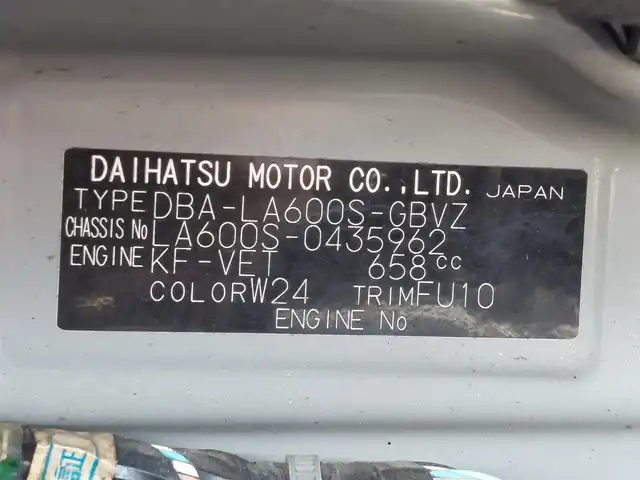 DAIHATSU MOTOR CO.,LTD. JAPAN
TYPE DBA-LA600S-GBVZ
CHASSIS No LA600S-0435962
ENGINE KF-VET 658cc
COLOR W24 TRIM FU10
ENGINE No